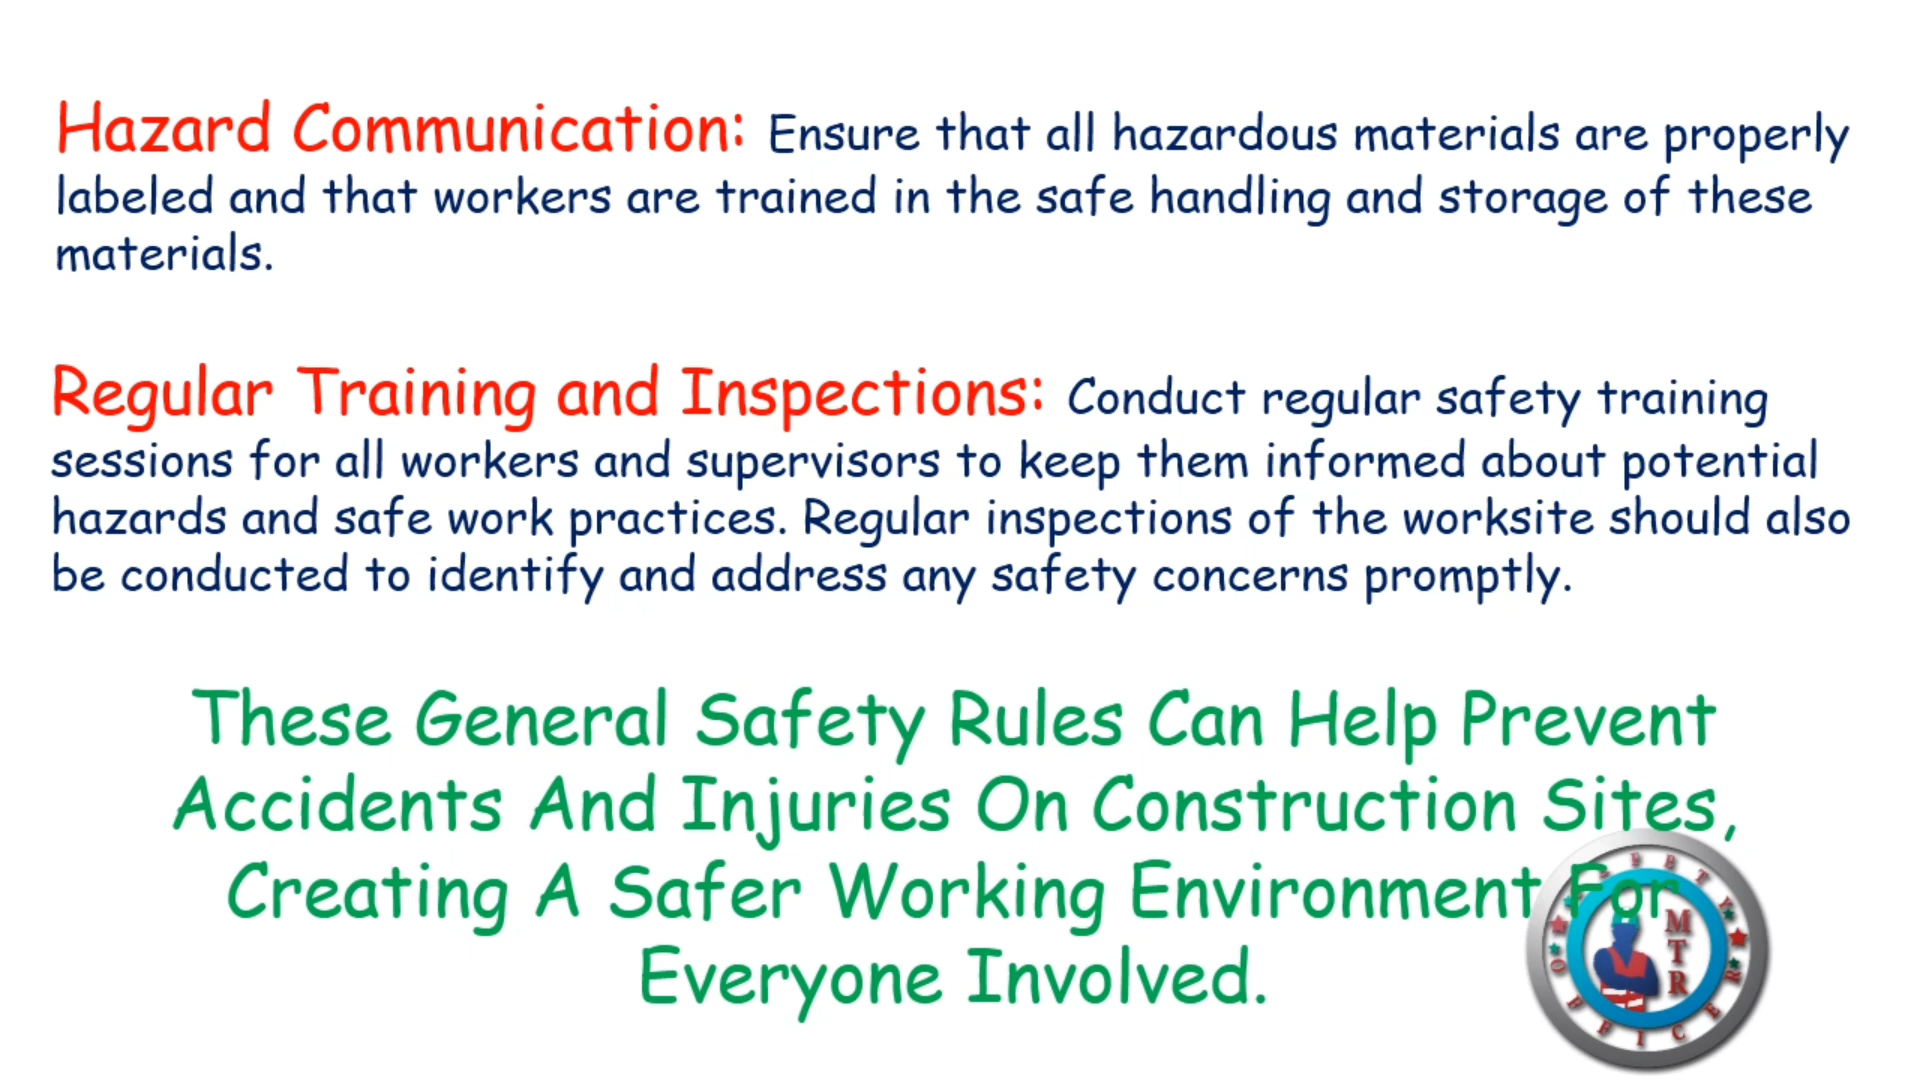 Hazard Communication: Ensure that all hazardous materials are properly
labeled and that workers are trained in the safe handling and storage of these
materials.
Regular Training and Inspections: Conduct regular safety training
sessions for all workers and supervisors to keep them informed about potential
hazards and safe work practices. Regular inspections of the worksite should also
be conducted to identify and address any safety concerns promptly.
These General Safety Rules Can Help Prevent
Accidents And Injuries On Construction Sites,
Creating A Safer Working Environment For
Everyone Involved.
MTR
OFFICER